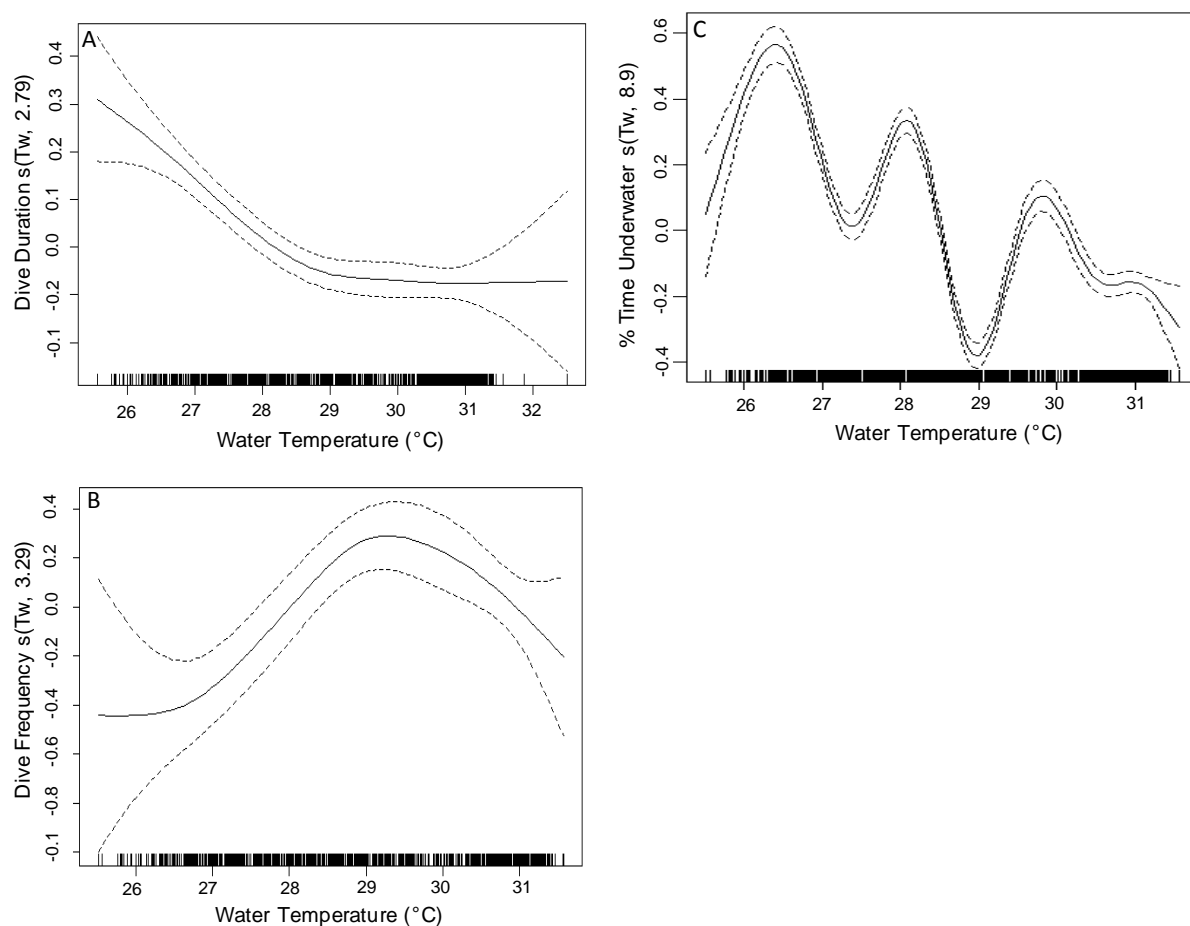 A
Dive Duration s(Tw, 2.79)
0.4
0.3
0.2
0.1
0.0
-0.1
26 27 28 29 30 31 32
Water Temperature (°C)
C
% Time Underwater s(Tw, 8.9)
0.6
0.4
0.2
0.0
-0.2
-0.4
26 27 28 29 30 31
Water Temperature (°C)
B
Dive Frequency s(Tw, 3.29)
0.4
0.2
0.0
-0.2
-0.4
-0.6
-0.8
-0.1
26 27 28 29 30 31
Water Temperature (°C)